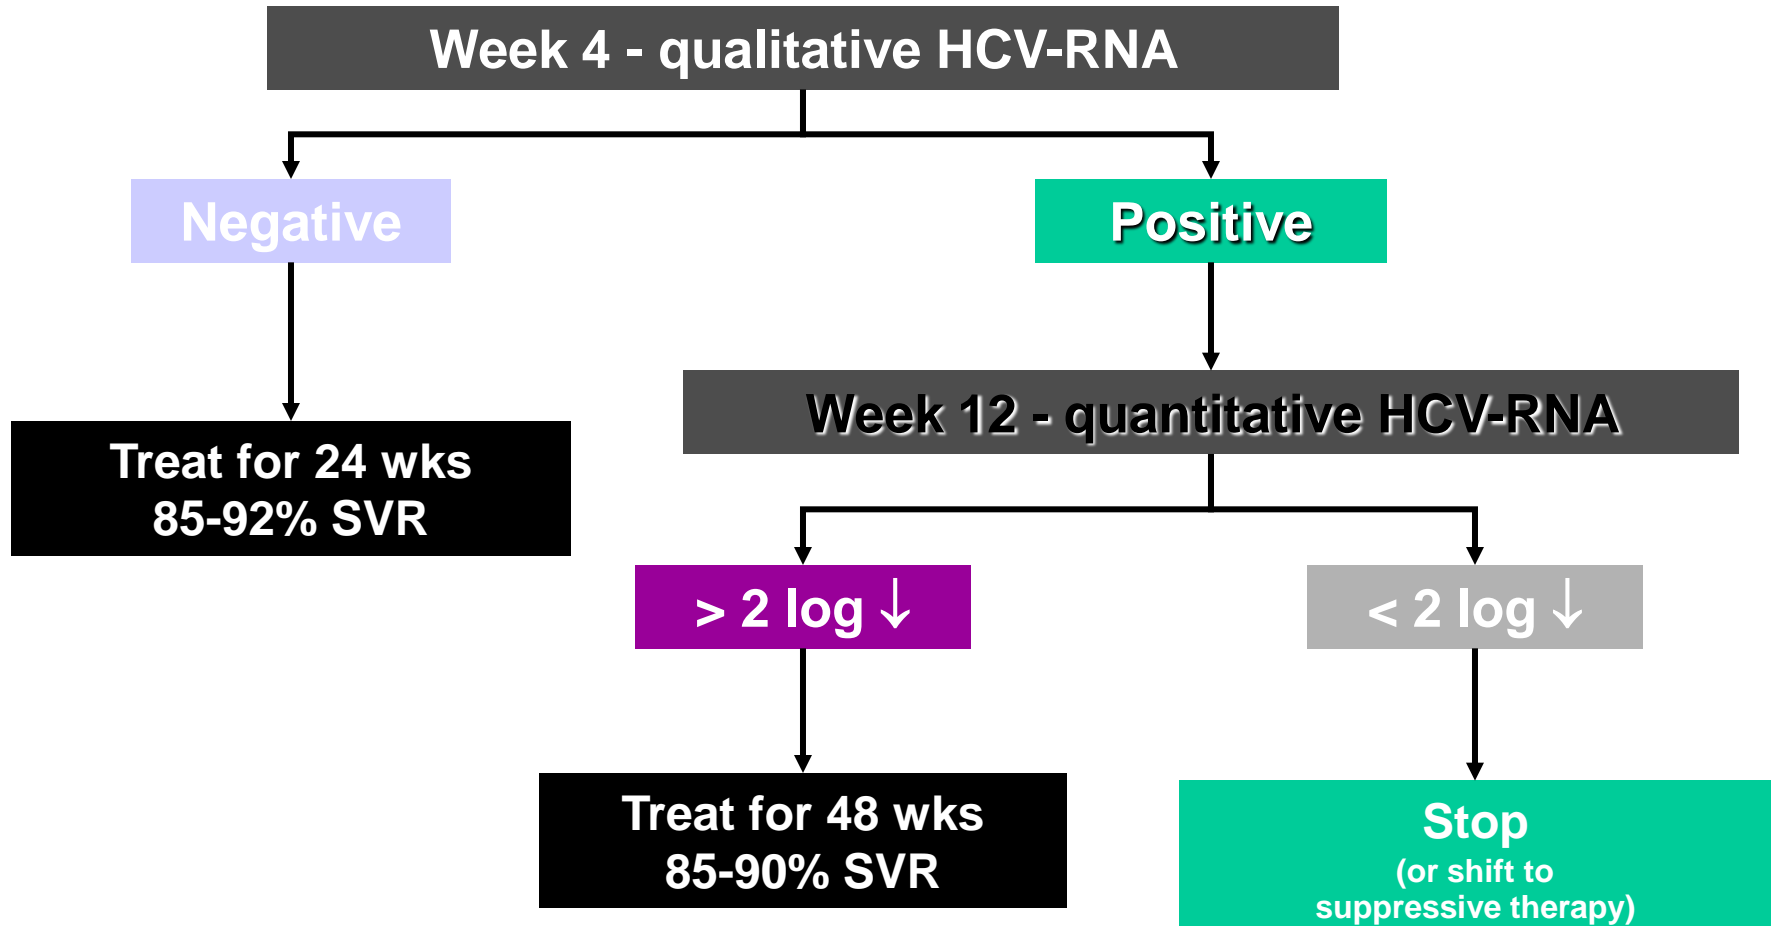 Week 4 - qualitative HCV-RNA
Negative
Positive
Week 12 - quantitative HCV-RNA
Treat for 24 wks
85-92% SVR
> 2 log ↓
< 2 log ↓
Treat for 48 wks
85-90% SVR
Stop
(or shift to
suppressive therapy)